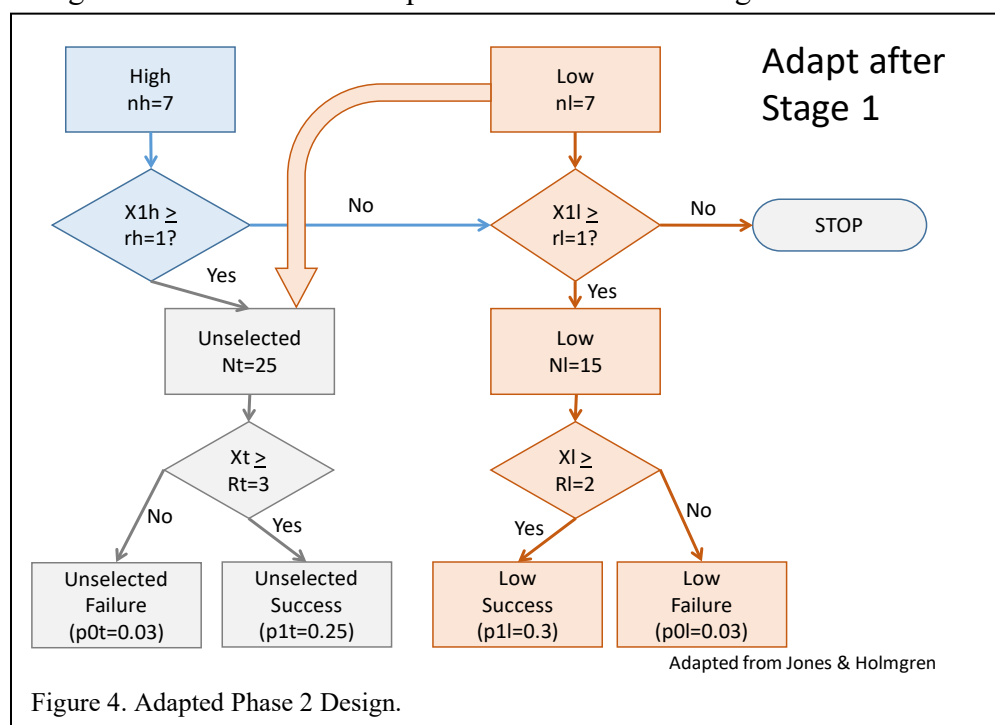 High
nh=7
Low
nl=7
Adapt after
Stage 1
X1h ≥
rh=1?
No
X1l ≥
rl=1?
No
STOP
Yes
Yes
Unselected
Nt=25
Low
Nl=15
Xt ≥
Rt=3
Xl ≥
Rl=2
No
Yes
Yes
No
Unselected
Failure
(p0t=0.03)
Unselected
Success
(p1t=0.25)
Low
Success
(p1l=0.3)
Low
Failure
(p0l=0.03)
Adapted from Jones & Holmgren
Figure 4. Adapted Phase 2 Design.